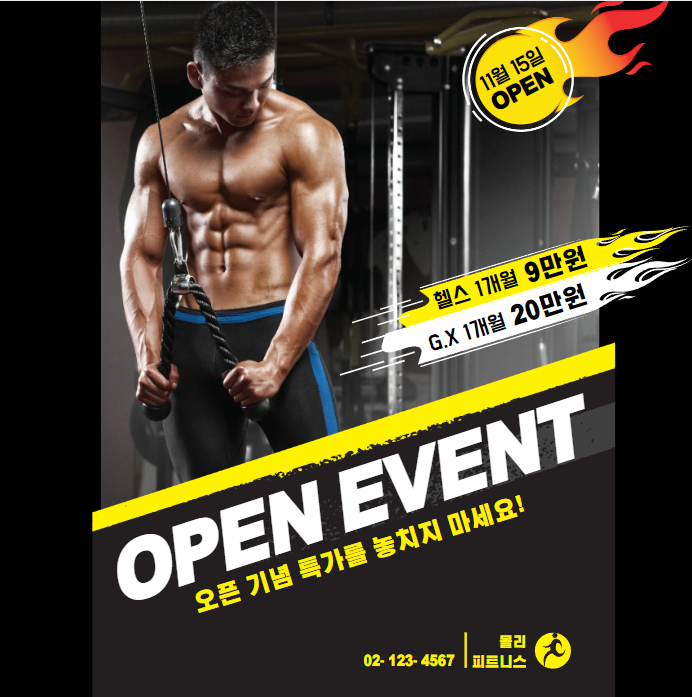 11월 15일
OPEN
헬스 1개월 9만원
G.X 1개월 20만원
OPEN EVENT
오픈 기념 특가를 놓치지 마세요!
02- 123- 4567
몰리
피트니스